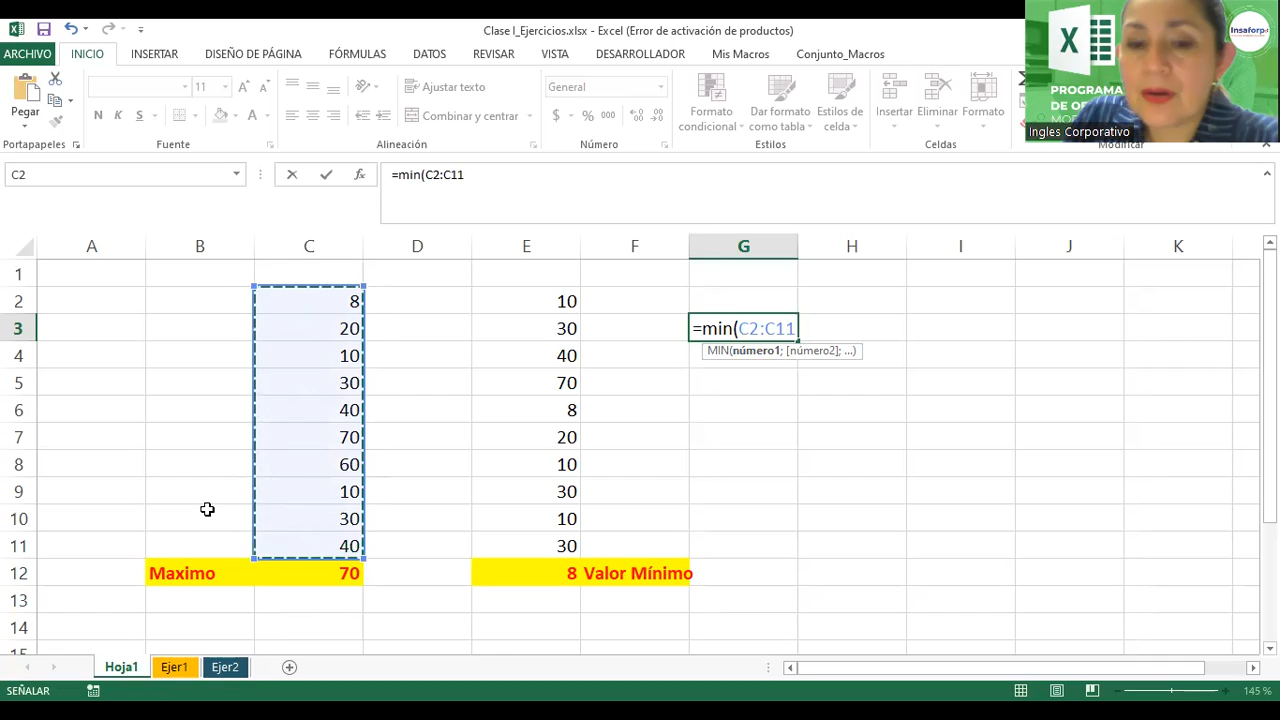 Clase I_Ejercicios.xlsx - Excel (Error de activación de productos)
ARCHIVO INICIO INSERTAR DISEÑO DE PÁGINA FÓRMULAS DATOS REVISAR VISTA DESARROLLADOR Mis Macros Conjunto_Macros
Pegar
11
N K S
Ajustar texto
Combinar y centrar
General
$ % 000
Formato condicional
Dar formato como tabla
Estilos de celda
Insertar
Eliminar
Formato
Portapapeles
Fuente
Alineación
Número
Estilos
Celdas
Modificar
Insaforp
PROGRAMA
DE OF
MO
Ingles Corporativo
C2
fx
=min(C2:C11
A B C D E F G H I J K
1
2 8 10
3 20 30 =min(C2:C11
4 10 40 MIN(número1; [número2]; ...)
5 30 70
6 40 8
7 70 20
8 60 10
9 10 30
10 30 10
11 40 30
12 Maximo 70 8 Valor Mínimo
13
14
15
Hoja1 Ejer1 Ejer2
SEÑALAR
145 %